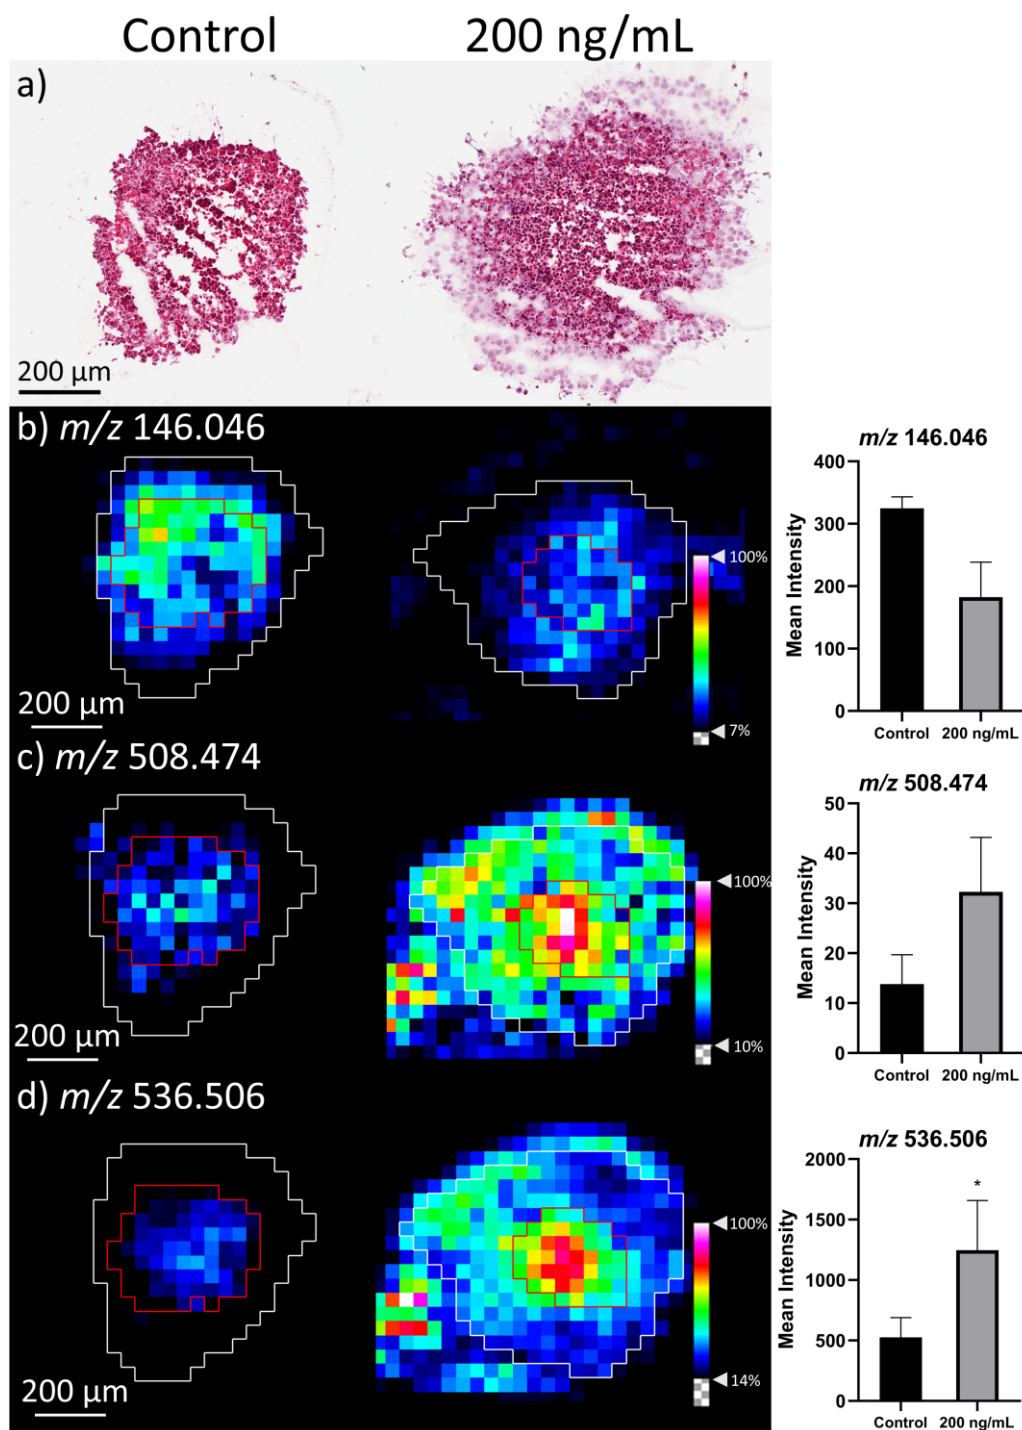 Control 200 ng/mL
a)
200 μm
b) m/z 146.046
100%
7%
200 μm
m/z 146.046
Mean Intensity
400
300
200
100
0
Control 200 ng/mL
c) m/z 508.474
100%
10%
200 μm
m/z 508.474
Mean Intensity
50
40
30
20
10
0
Control 200 ng/mL
d) m/z 536.506
100%
14%
200 μm
m/z 536.506
*
Mean Intensity
2000
1500
1000
500
0
Control 200 ng/mL